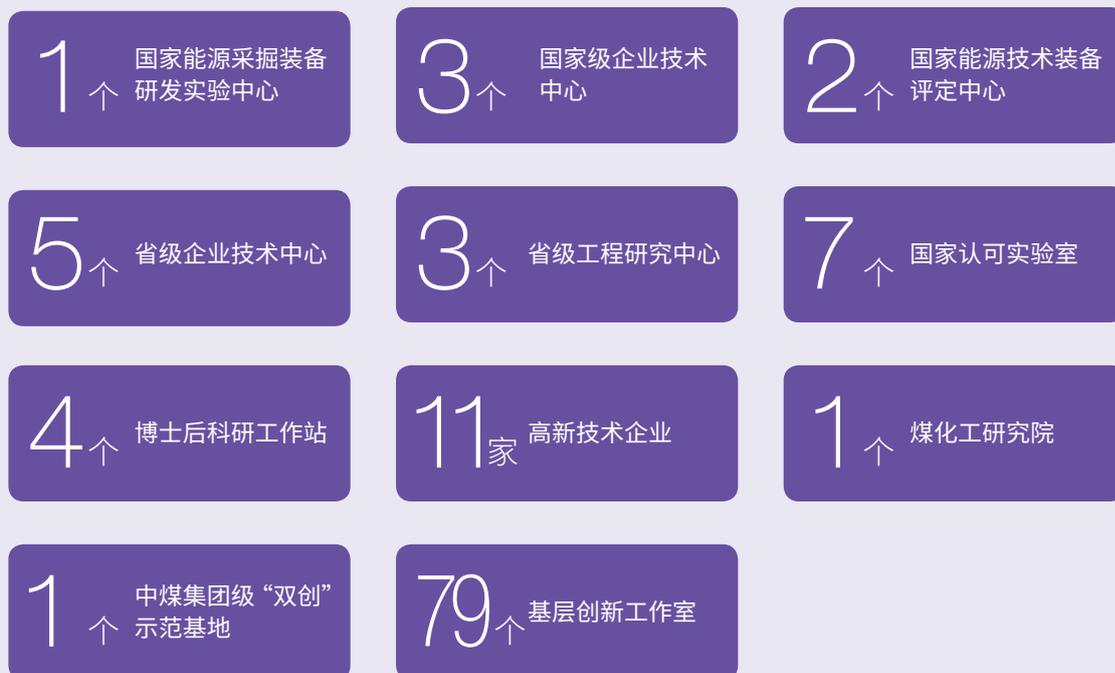 1个 国家能源采掘装备
研发实验中心
3个 国家级企业技术
中心
2个 国家能源技术装备
评定中心
5个 省级企业技术中心
3个 省级工程研究中心
7个 国家认可实验室
4个 博士后科研工作站
11家 高新技术企业
1个 煤化工研究院
1个 中煤集团级“双创”
示范基地
79个 基层创新工作室